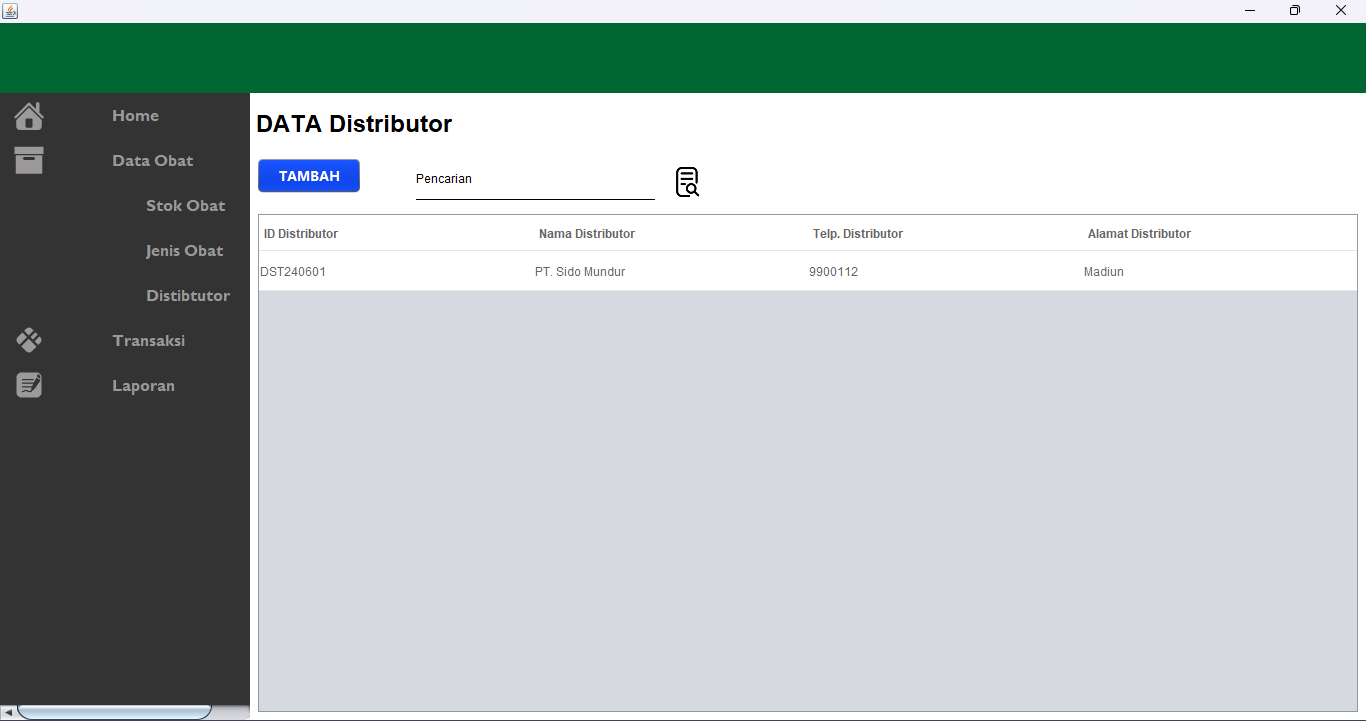 Home
Data Obat
Stok Obat
Jenis Obat
Distibtutor
Transaksi
Laporan
DATA Distributor
TAMBAH
Pencarian
ID Distributor Nama Distributor Telp. Distributor Alamat Distributor
DST240601 PT. Sido Mundur 9900112 Madiun